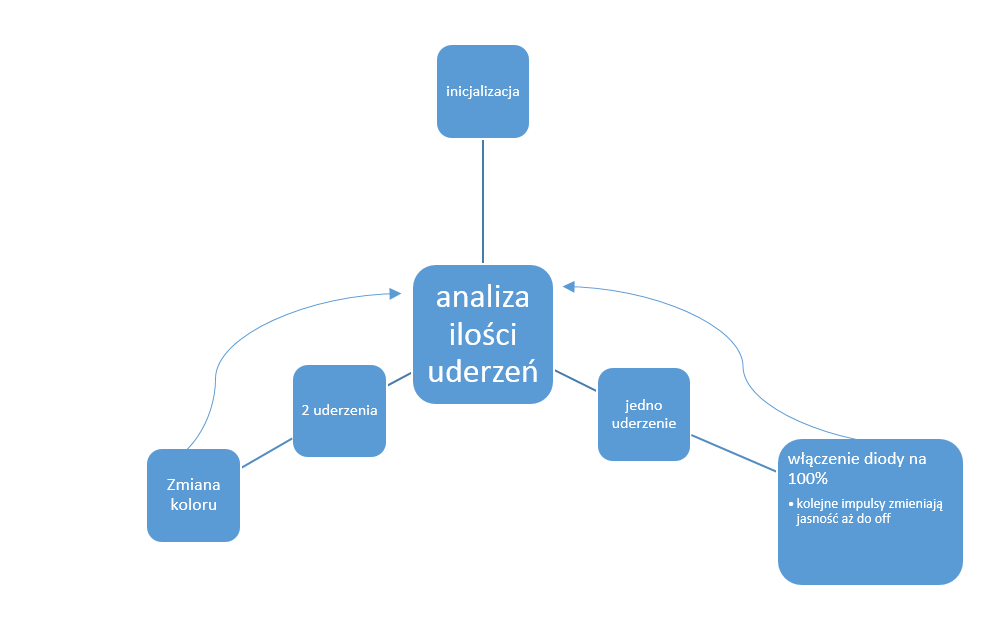 inicjalizacja
analiza
ilości
uderzeń
2 uderzenia
jedno
uderzenie
Zmiana
koloru
włączenie diody na
100%
• kolejne impulsy zmieniają
jasność aż do off